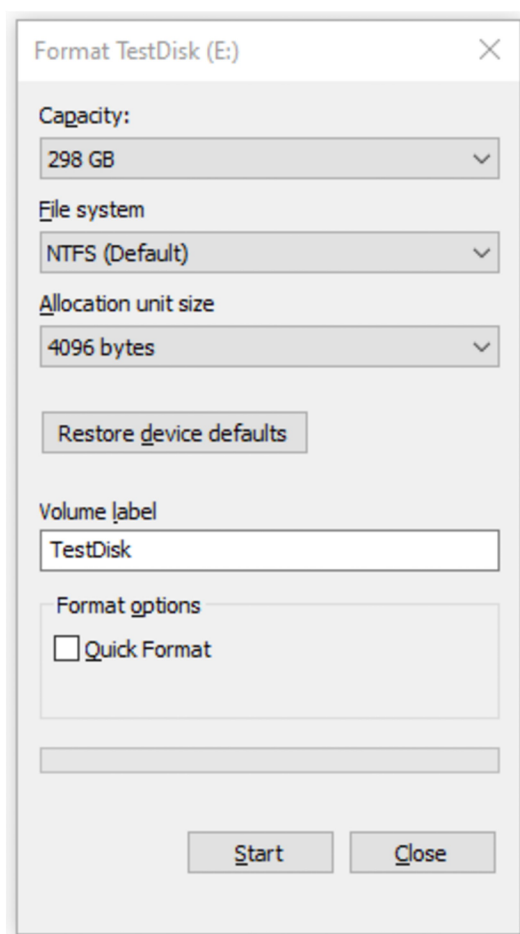 Format TestDisk (E:)
Capacity:
298 GB
File system
NTFS (Default)
Allocation unit size
4096 bytes
Restore device defaults
Volume label
TestDisk
Format options
Quick Format
Start
Close